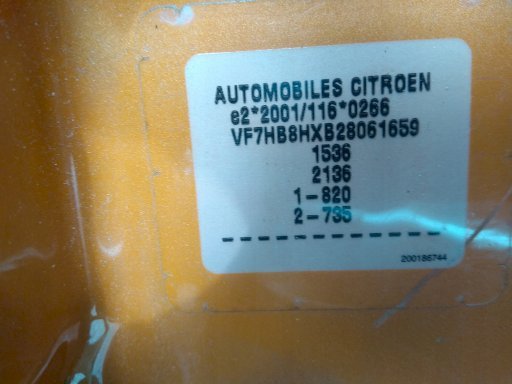 AUTOMOBILES CITROEN
e2*2001/116*0266
VF7HB8HXB28061659
1536
2136
1-820
2-735
200186744